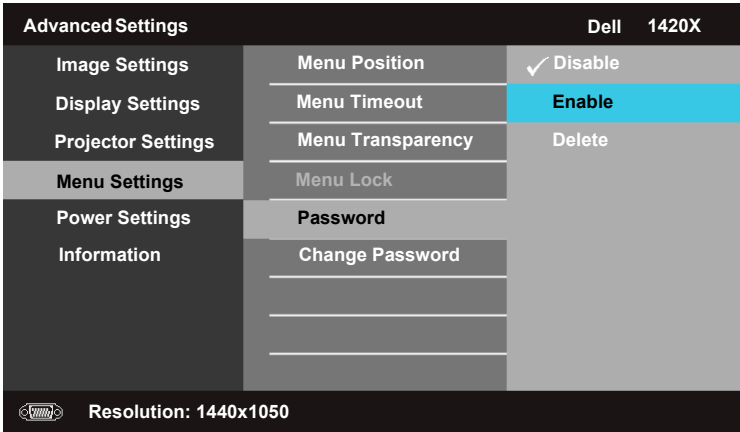 Advanced Settings
Dell 1420X
Image Settings
Display Settings
Projector Settings
Menu Settings
Power Settings
Information
Menu Position
Menu Timeout
Menu Transparency
Menu Lock
Password
Change Password
Disable
Enable
Delete
Resolution: 1440x1050